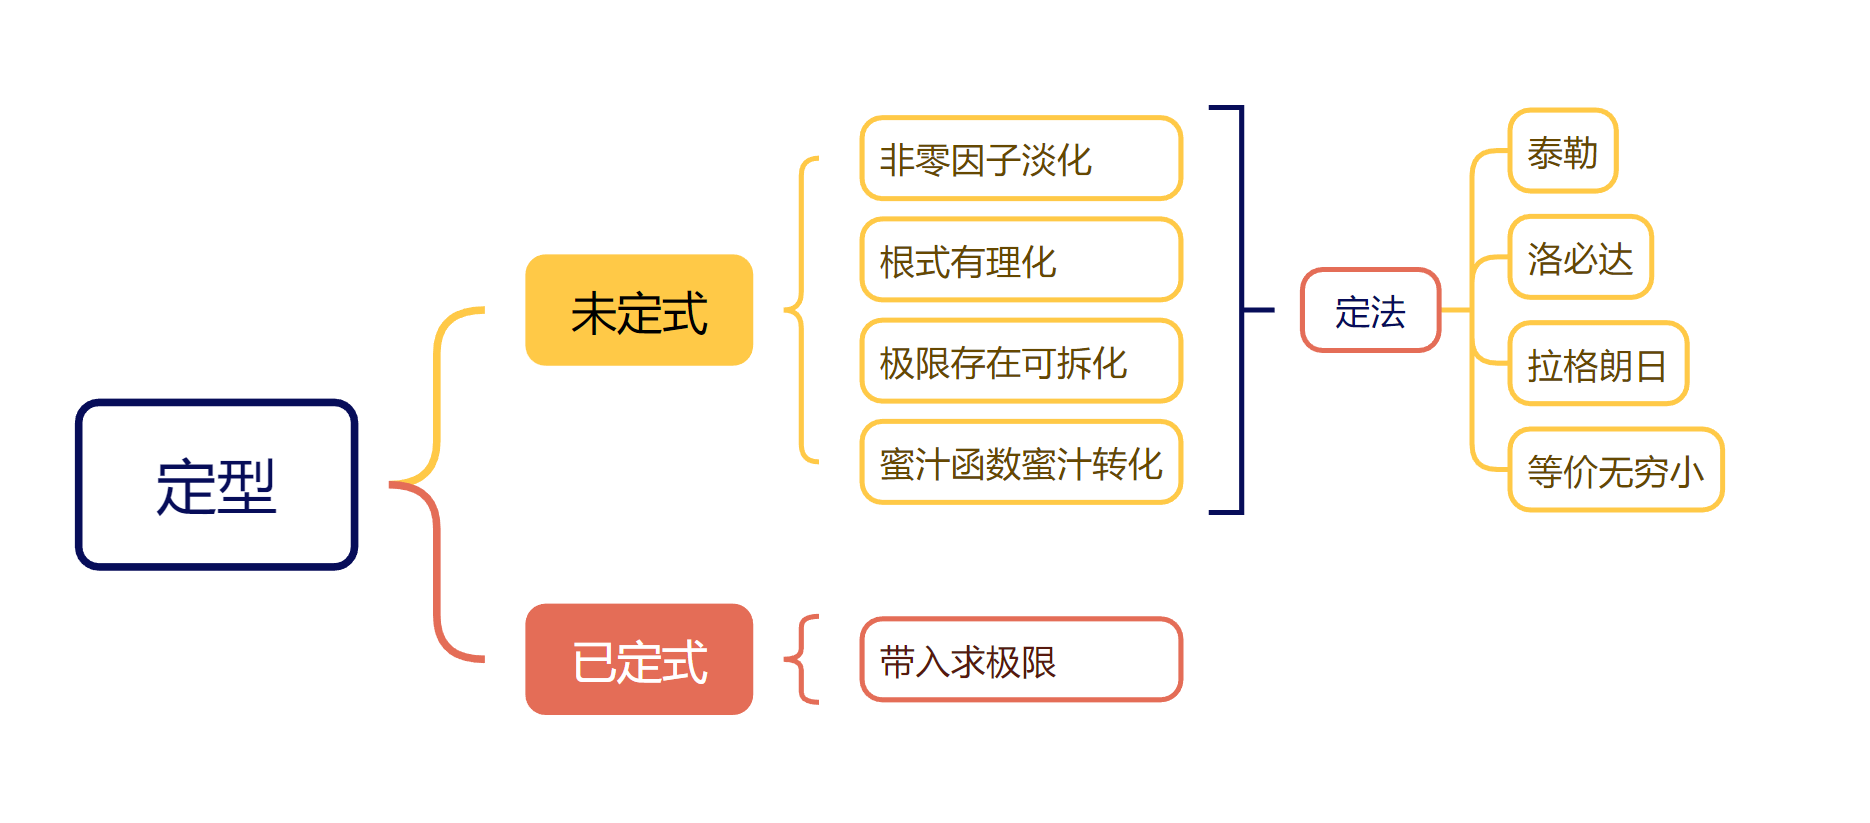 定型
未定式
非零因子淡化
根式有理化
极限存在可拆化
蜜汁函数蜜汁转化
定法
泰勒
洛必达
拉格朗日
等价无穷小
已定式
带入求极限